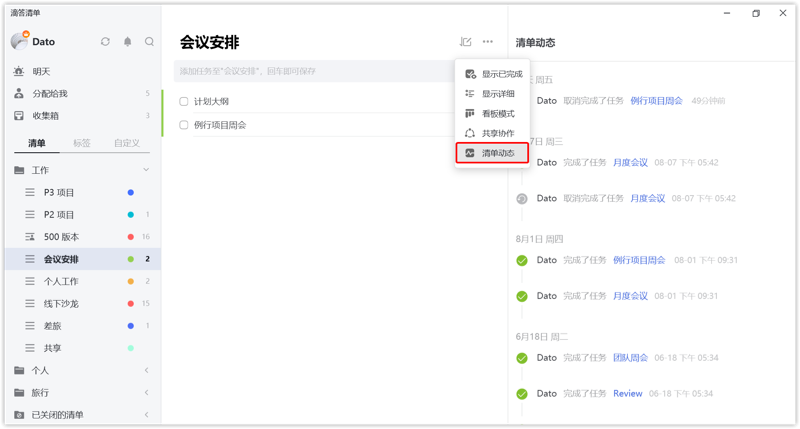 滴答清单
Dato
明天
分配给我 5
收集箱 3
清单 标签 自定义
工作
P3 项目
P2 项目 1
500 版本 16
会议安排 2
个人工作 2
线下沙龙 15
差旅 1
共享
个人
旅行
已关闭的清单
会议安排
添加任务至“会议安排”，回车即可保存
计划大纲
例行项目周会
显示已完成
显示详细
看板模式
共享协作
清单动态
清单动态
周五
Dato 取消完成了任务 例行项目周会 49分钟前
7日 周三
Dato 完成了任务 月度会议 08-07 下午 05:42
Dato 取消完成了任务 月度会议 08-07 下午 05:42
8月1日 周四
Dato 完成了任务 例行项目周会 08-01 上午 09:31
Dato 完成了任务 月度会议 08-01 上午 09:31
6月18日 周二
Dato 完成了任务 团队周会 06-18 下午 05:34
Dato 完成了任务 Review 06-18 下午 05:34